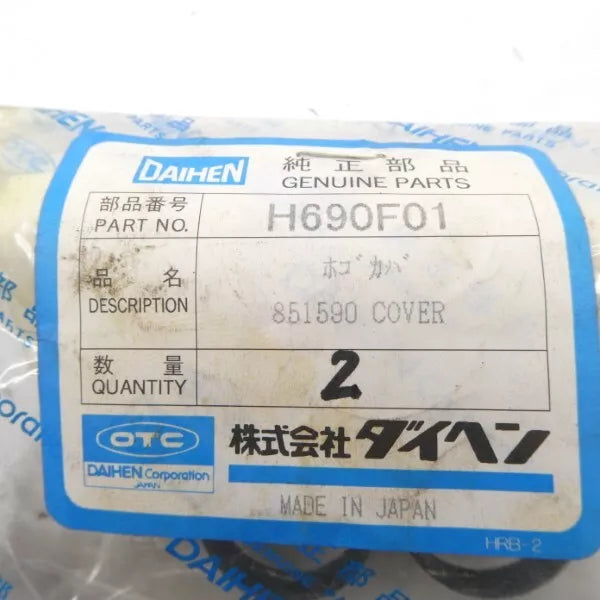 DAIHEN 純正部品
GENUINE PARTS
部品番号
PART NO. H690F01
品名
DESCRIPTION
ホゴカバ
851590 COVER
数量
QUANTITY 2
OTC
DAIHEN Corporation
JAPAN
株式会社ダイヘン
MADE IN JAPAN
HRB-2
DAIHEN